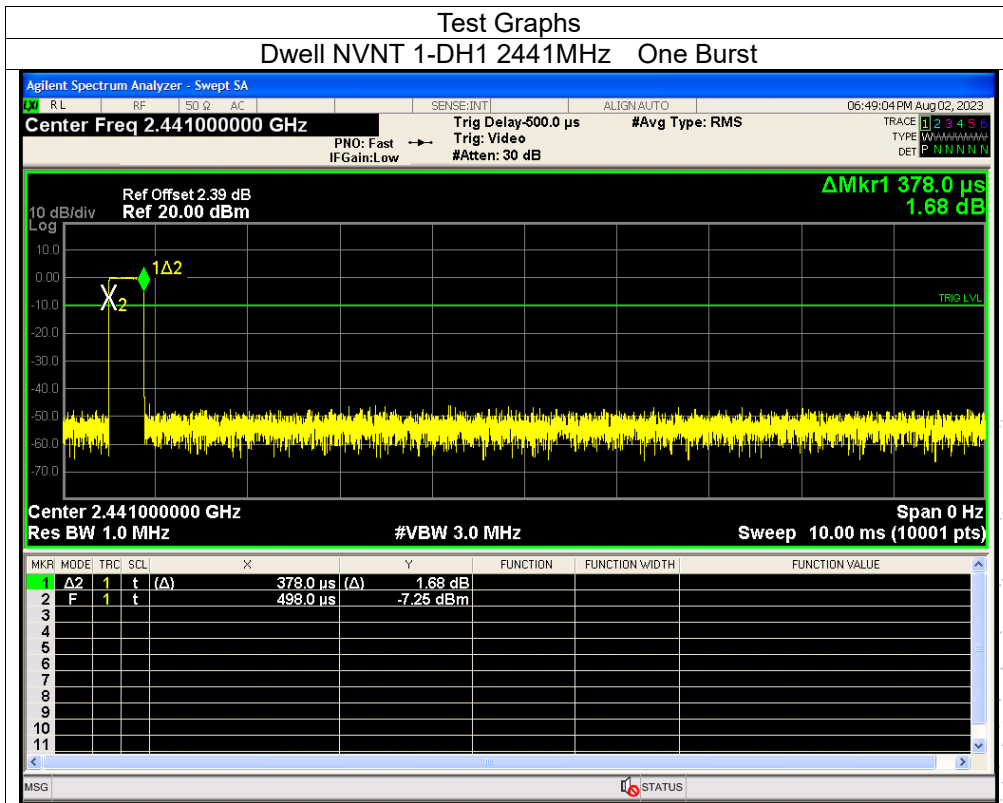 Test Graphs
Dwell NVNT 1-DH1 2441MHz One Burst
Agilent Spectrum Analyzer - Swept SA
LXI RL RF 50 Ω AC SENSE:INT ALIGN AUTO 06:49:04 PM Aug 02, 2023
Center Freq 2.441000000 GHz Trig Delay-500.0 µs #Avg Type: RMS TRACE 1 2 3 4 5 6
PNO: Fast Trig: Video TYPE WWWWWW
IFGain:Low #Atten: 30 dB DET P N N N N N
ΔMkr1 378.0 µs
1.68 dB
Ref Offset 2.39 dB
10 dB/div Ref 20.00 dBm
Log
10.0
0.00
1Δ2
-10.0
2
TRIG LVL
-20.0
-30.0
-40.0
-50.0
-60.0
-70.0
Center 2.441000000 GHz Span 0 Hz
Res BW 1.0 MHz #VBW 3.0 MHz Sweep 10.00 ms (10001 pts)
MKR MODE TRC SCL X Y FUNCTION FUNCTION WIDTH FUNCTION VALUE
1 Δ2 1 t (Δ) 378.0 µs (Δ) 1.68 dB
2 F 1 t 498.0 µs -7.25 dBm
3
4
5
6
7
8
9
10
11
MSG STATUS